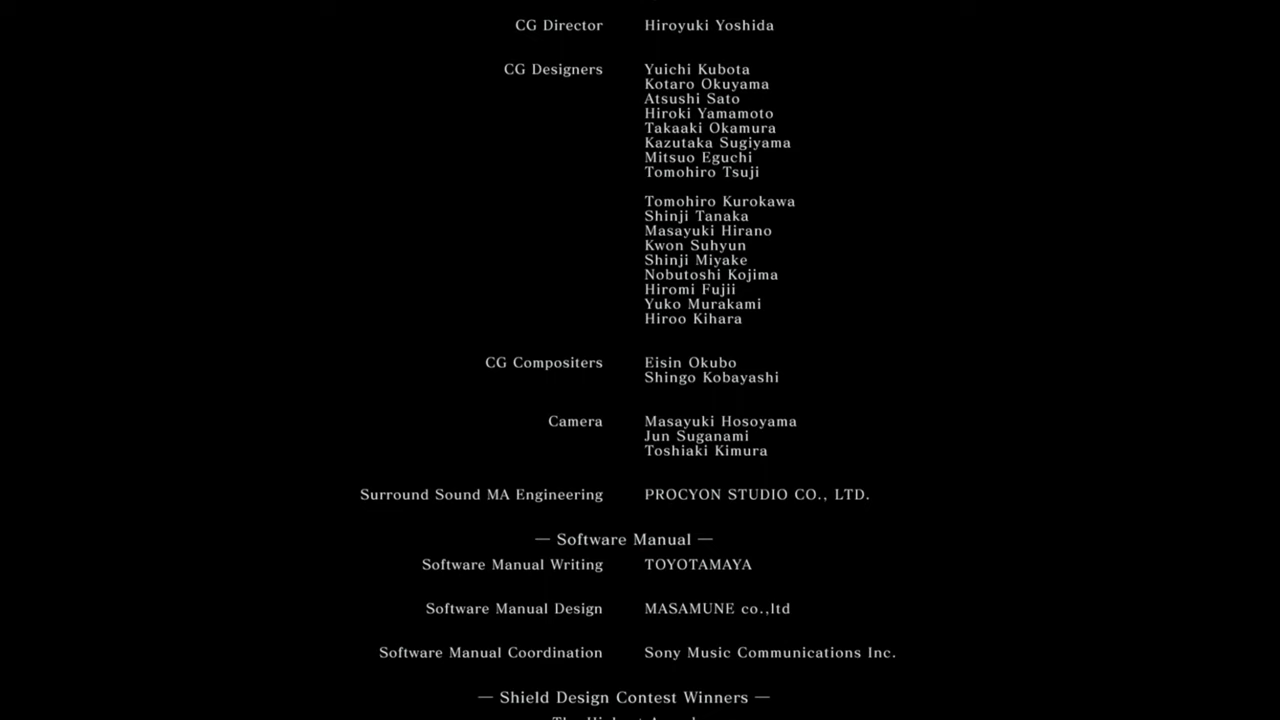 CG Director Hiroyuki Yoshida
CG Designers Yuichi Kubota
Kotaro Okuyama
Atsushi Sato
Hiroki Yamamoto
Takaaki Okamura
Kazutaka Sugiyama
Mitsuo Eguchi
Tomohiro Tsuji
Tomohiro Kurokawa
Shinji Tanaka
Masayuki Hirano
Kwon Suhyun
Shinji Miyake
Nobutoshi Kojima
Hiromi Fujii
Yuko Murakami
Hiroo Kihara
CG Compositers Eisin Okubo
Shingo Kobayashi
Camera Masayuki Hosoyama
Jun Suganami
Toshiaki Kimura
Surround Sound MA Engineering PROCYON STUDIO CO., LTD.
— Software Manual —
Software Manual Writing TOYOTAMAYA
Software Manual Design MASAMUNE co.,ltd
Software Manual Coordination Sony Music Communications Inc.
— Shield Design Contest Winners —